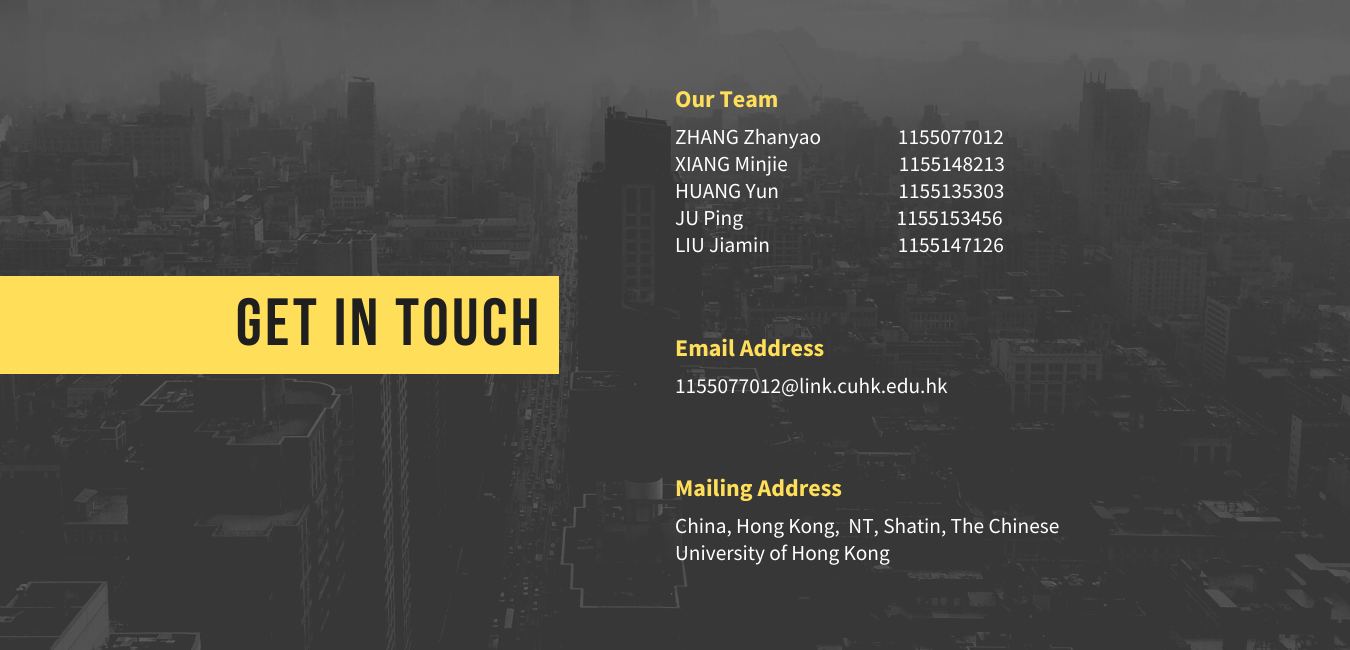 GET IN TOUCH
Our Team
ZHANG Zhanyao 1155077012
XIANG Minjie 1155148213
HUANG Yun 1155135303
JU Ping 1155153456
LIU Jiamin 1155147126
Email Address
1155077012@link.cuhk.edu.hk
Mailing Address
China, Hong Kong,  NT, Shatin, The Chinese
University of Hong Kong